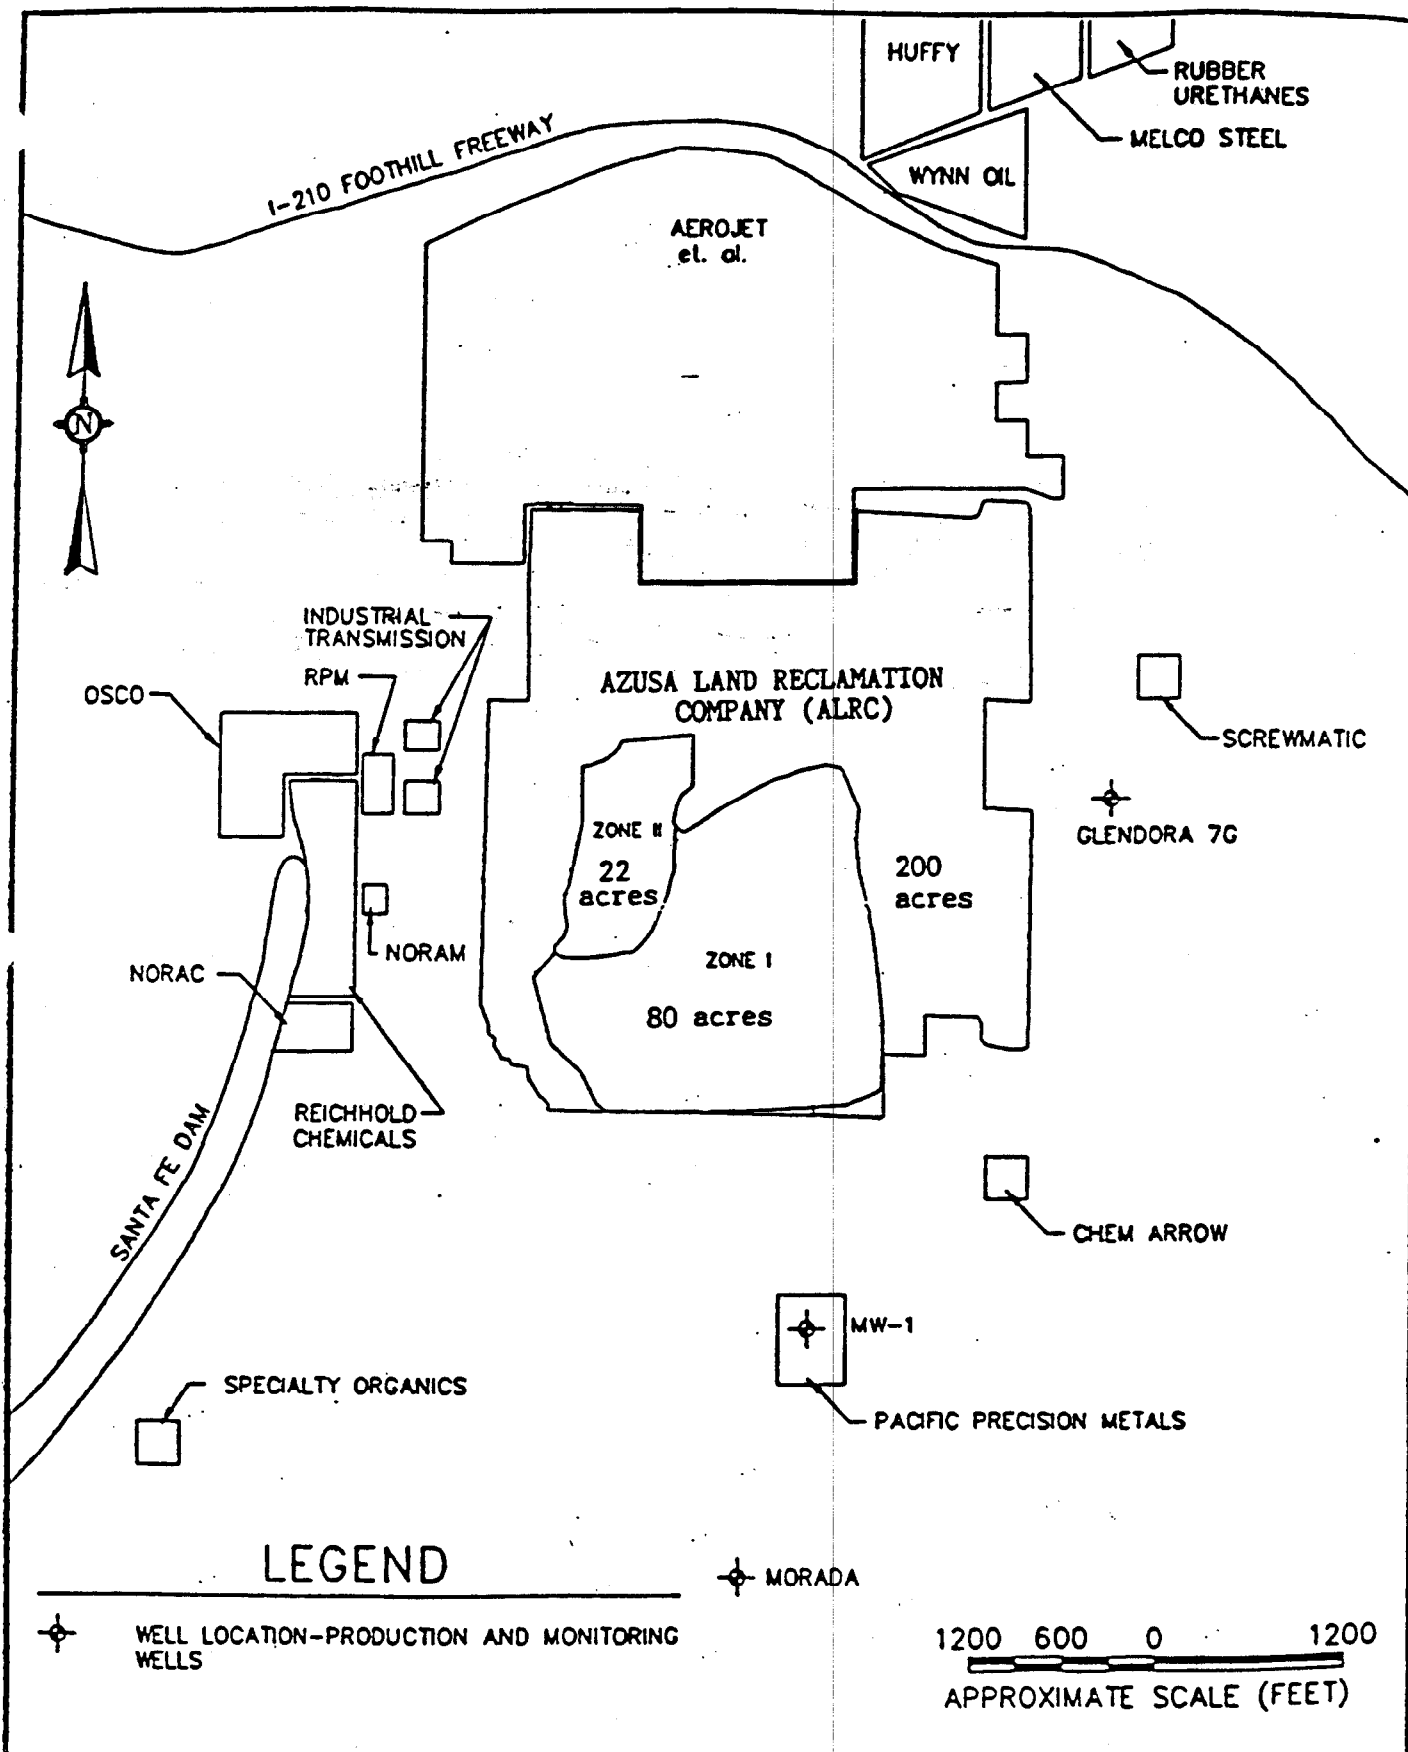 HUFFY
RUBBER
URETHANES
MELCO STEEL
I-210 FOOTHILL FREEWAY
WYNN OIL
AEROJET
et. al.
N
INDUSTRIAL
TRANSMISSION
RPM
OSCO
AZUSA LAND RECLAMATION
COMPANY (ALRC)
SCREWMATIC
GLENDORA 7G
ZONE II
22
acres
200
acres
NORAM
ZONE I
NORAC
80 acres
REICHHOLD
CHEMICALS
SANTA FE DAM
CHEM ARROW
MW-1
SPECIALTY ORGANICS
PACIFIC PRECISION METALS
LEGEND
MORADA
WELL LOCATION-PRODUCTION AND MONITORING
WELLS
1200 600 0 1200
APPROXIMATE SCALE (FEET)